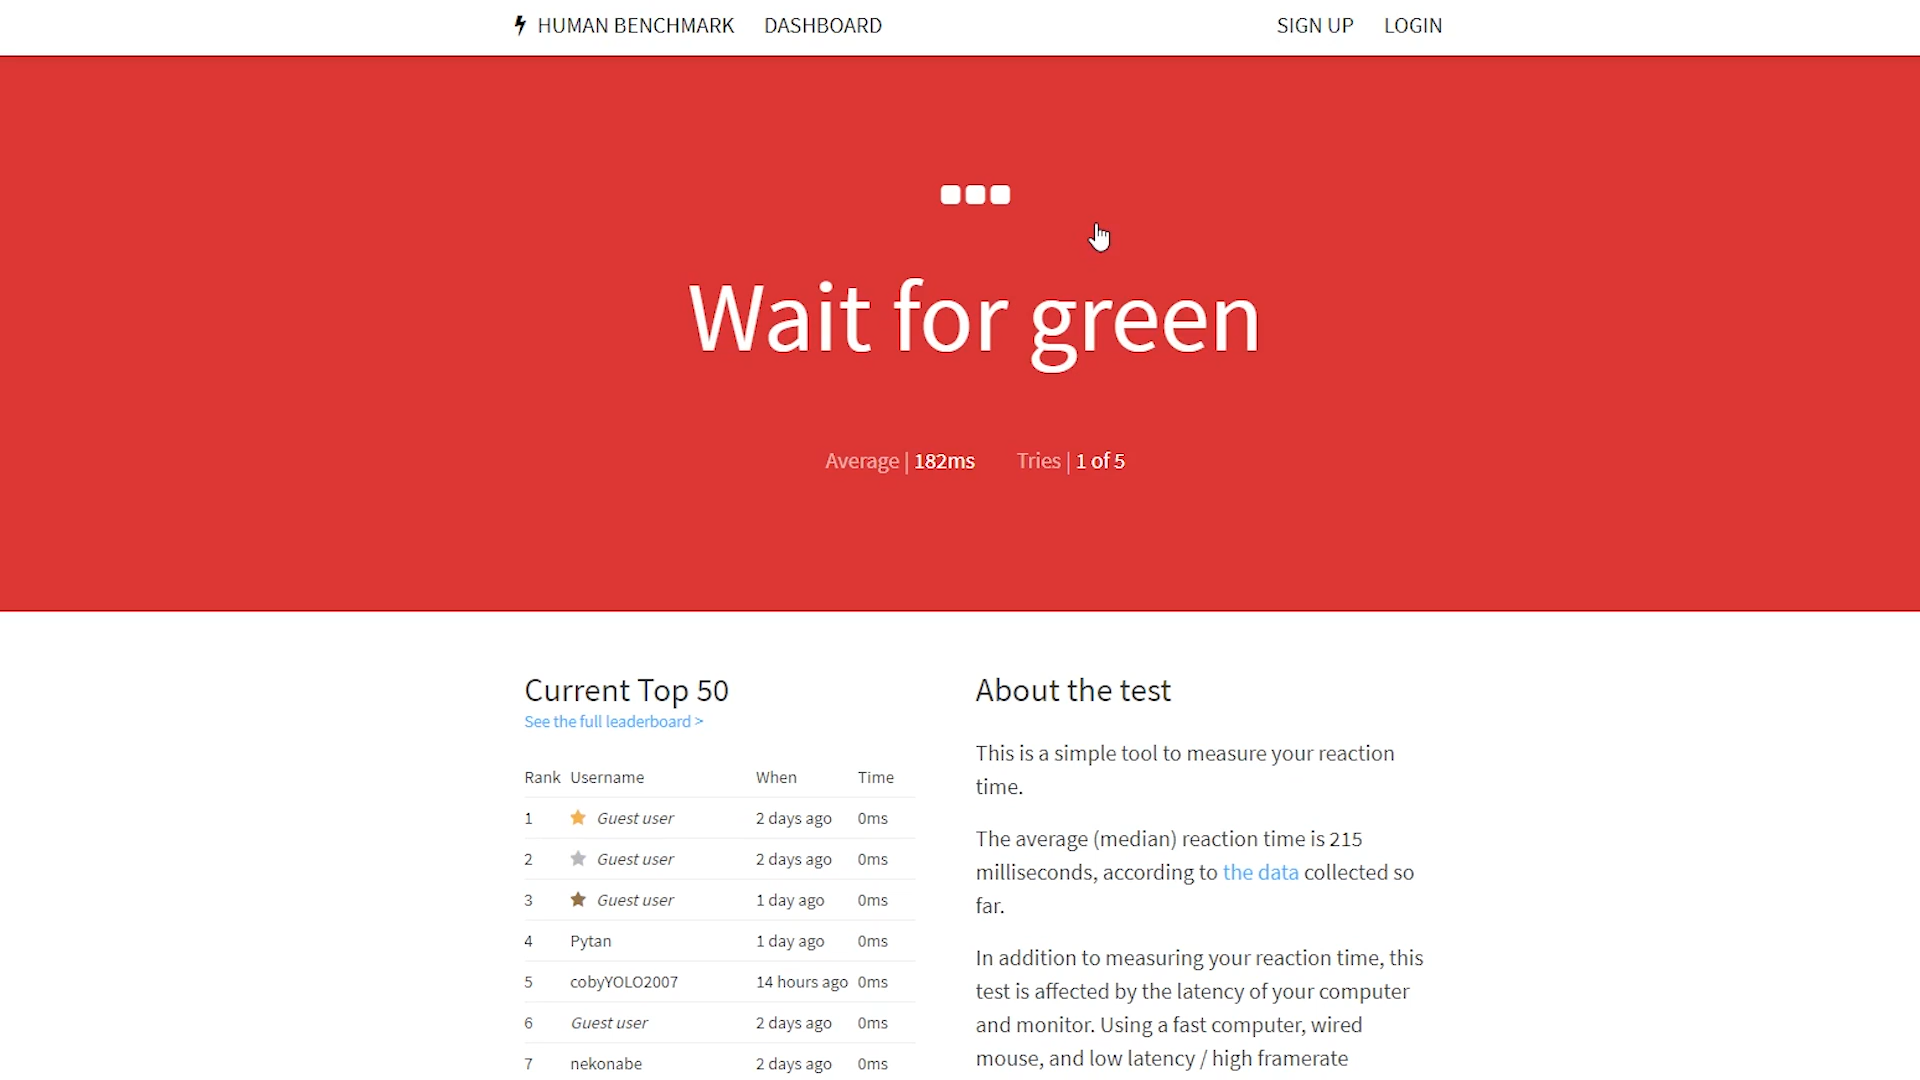 HUMAN BENCHMARK DASHBOARD SIGN UP LOGIN
Wait for green
Average | 182ms Tries | 1 of 5
Current Top 50
See the full leaderboard >
Rank Username When Time
1 Guest user 2 days ago 0ms
2 Guest user 2 days ago 0ms
3 Guest user 1 day ago 0ms
4 Pytan 1 day ago 0ms
5 cobyYOLO2007 14 hours ago 0ms
6 Guest user 2 days ago 0ms
7 nekonabe 2 days ago 0ms
About the test
This is a simple tool to measure your reaction
time.
The average (median) reaction time is 215
milliseconds, according to the data collected so
far.
In addition to measuring your reaction time, this
test is affected by the latency of your computer
and monitor. Using a fast computer, wired
mouse, and low latency / high framerate